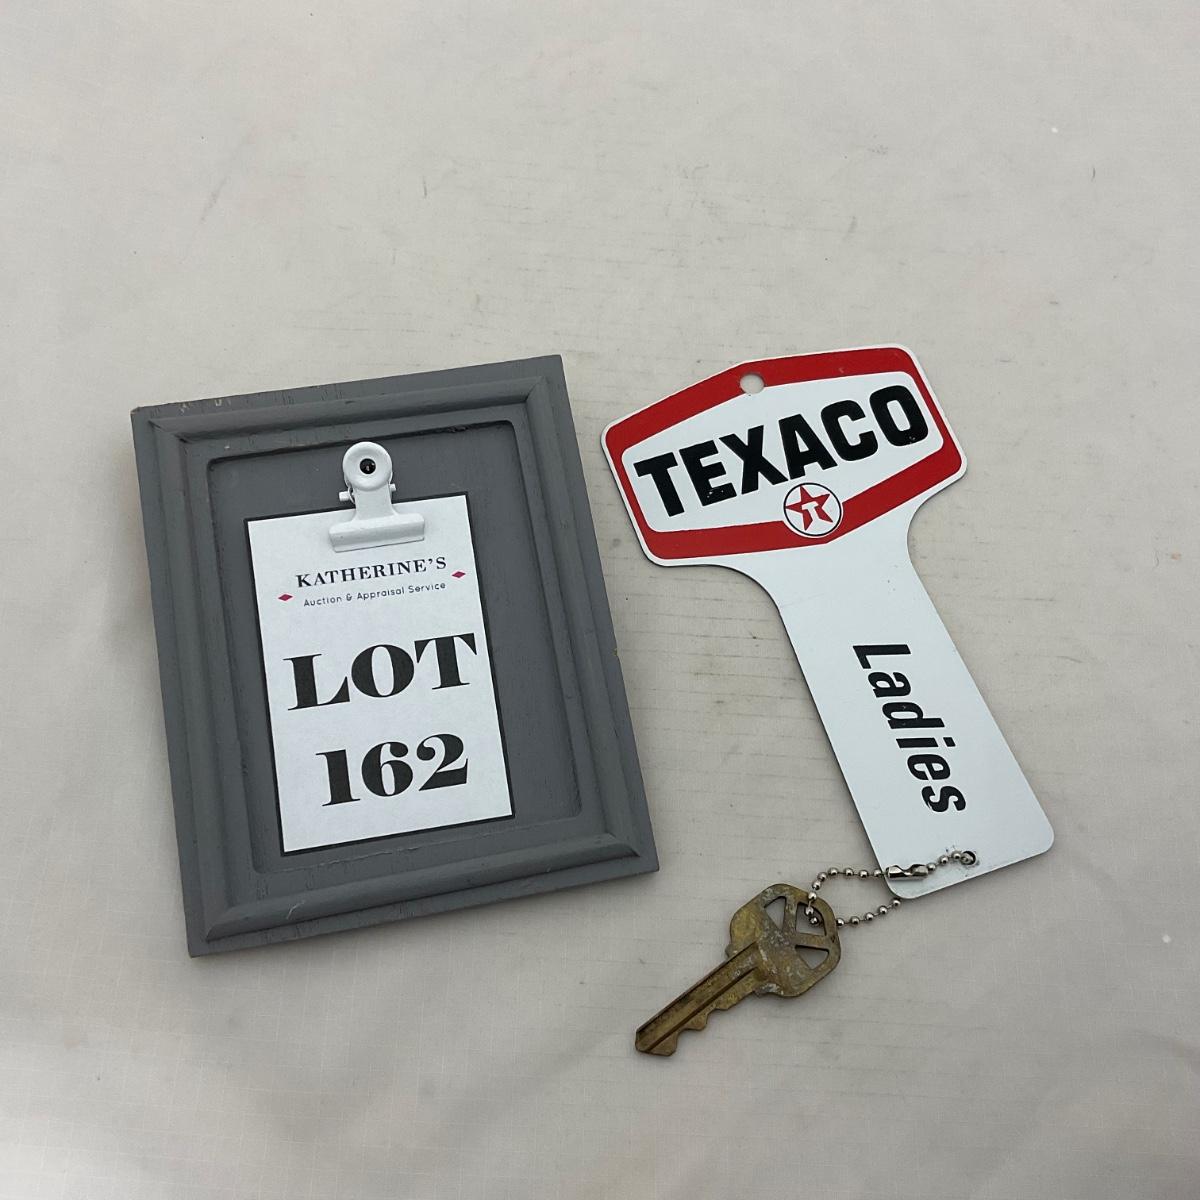 KATHERINE'S
Auction & Appraisal Service
LOT
162
TEXACO
T
Ladies